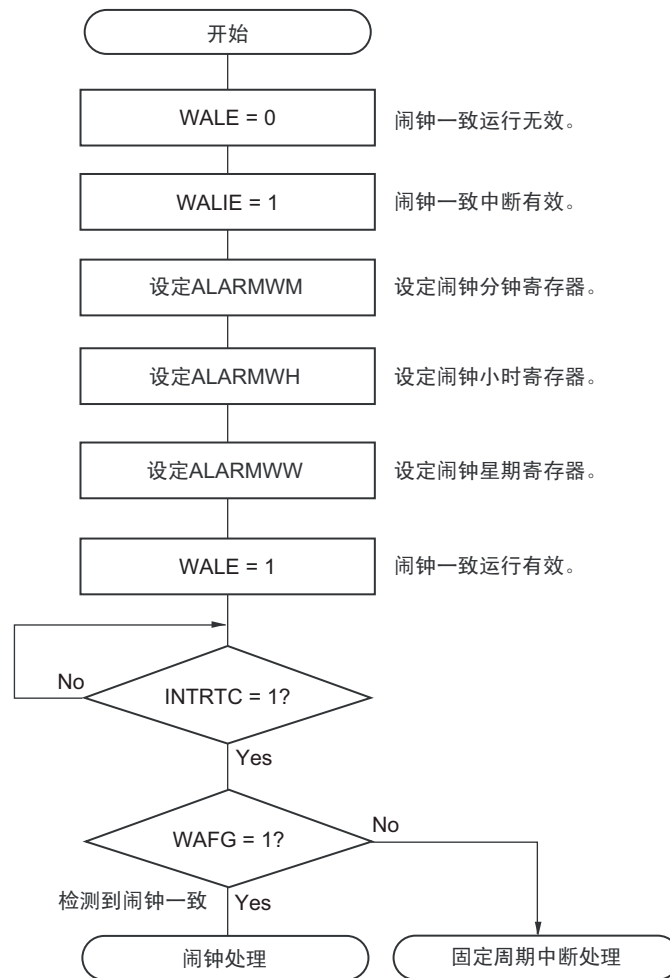 开始
WALE = 0
闹钟一致运行无效。
WALIE = 1
闹钟一致中断有效。
设定ALARMWM
设定闹钟分钟寄存器。
设定ALARMWH
设定闹钟小时寄存器。
设定ALARMWW
设定闹钟星期寄存器。
WALE = 1
闹钟一致运行有效。
No
INTRTC = 1?
Yes
WAFG = 1?
No
检测到闹钟一致
Yes
闹钟处理
固定周期中断处理